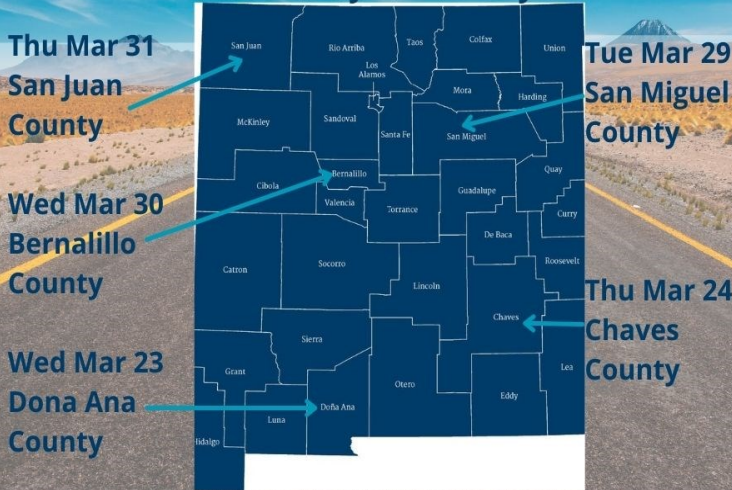 Thu Mar 31
San Juan
County
Wed Mar 30
Bernalillo
County
Wed Mar 23
Dona Ana
County
Tue Mar 29
San Miguel
County
Thu Mar 24
Chaves
County
San Juan
Rio Arriba
Taos
Colfax
Union
Los
Alamos
Mora
Harding
McKinley
Sandoval
Santa Fe
San Miguel
Cibola
Bernalillo
Valencia
Torrance
Guadalupe
Quay
Curry
De Baca
Roosevelt
Catron
Socorro
Lincoln
Chaves
Sierra
Grant
Otero
Lea
Eddy
Luna
Doña Ana
Hidalgo